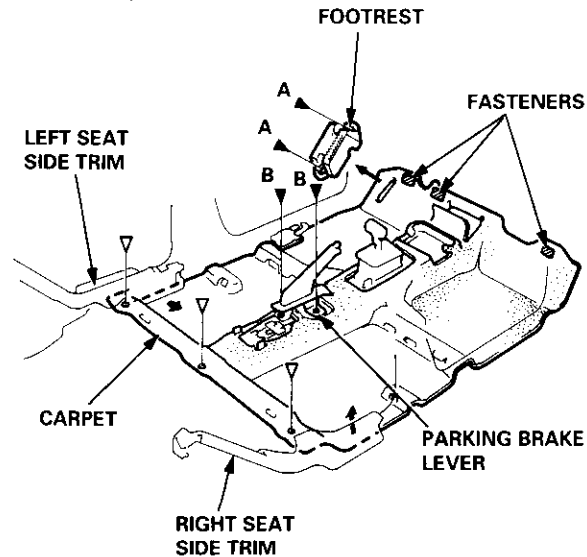 FOOTREST
A
FASTENERS
A
LEFT SEAT
SIDE TRIM
B
B
CARPET
PARKING BRAKE
LEVER
RIGHT SEAT
SIDE TRIM